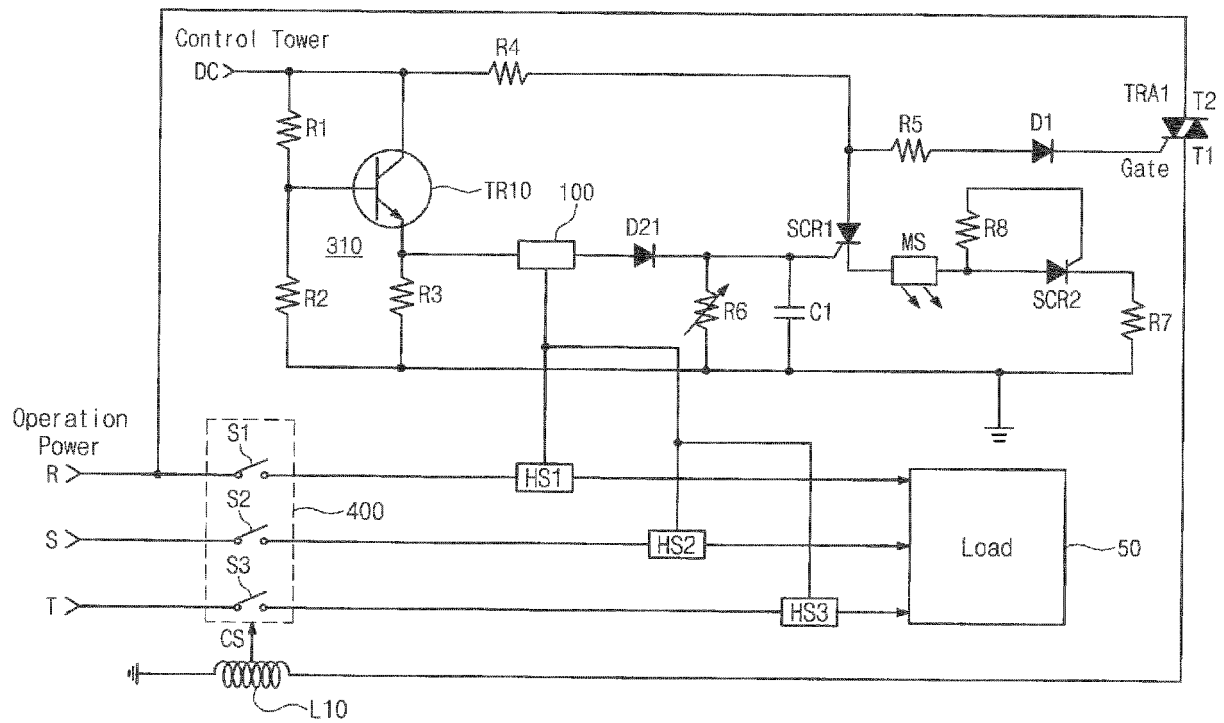 Control Tower
DC
R4
R1
TR10
310
R2
R3
100
D21
R6
C1
SCR1
MS
R5
D1
Gate
TRA1
T2
T1
R8
SCR2
R7
Operation
Power
R
S
T
S1
S2
S3
400
HS1
HS2
HS3
Load
50
CS
L10